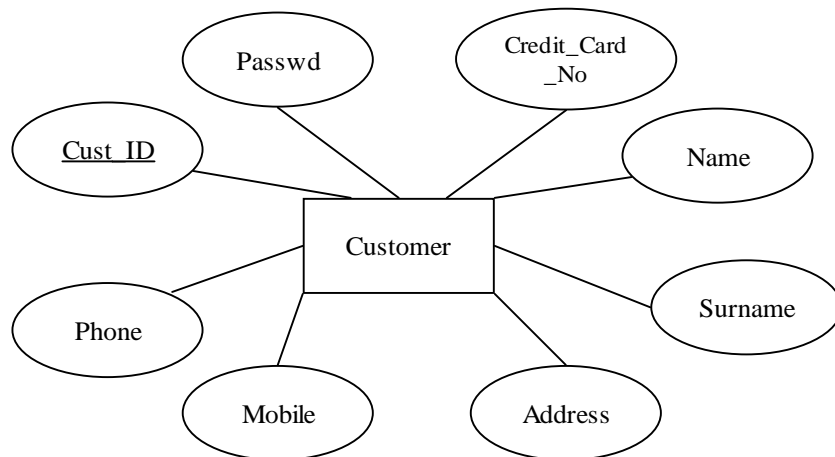 Passwd
Credit_Card
_No
Cust_ID
Name
Customer
Surname
Phone
Mobile
Address